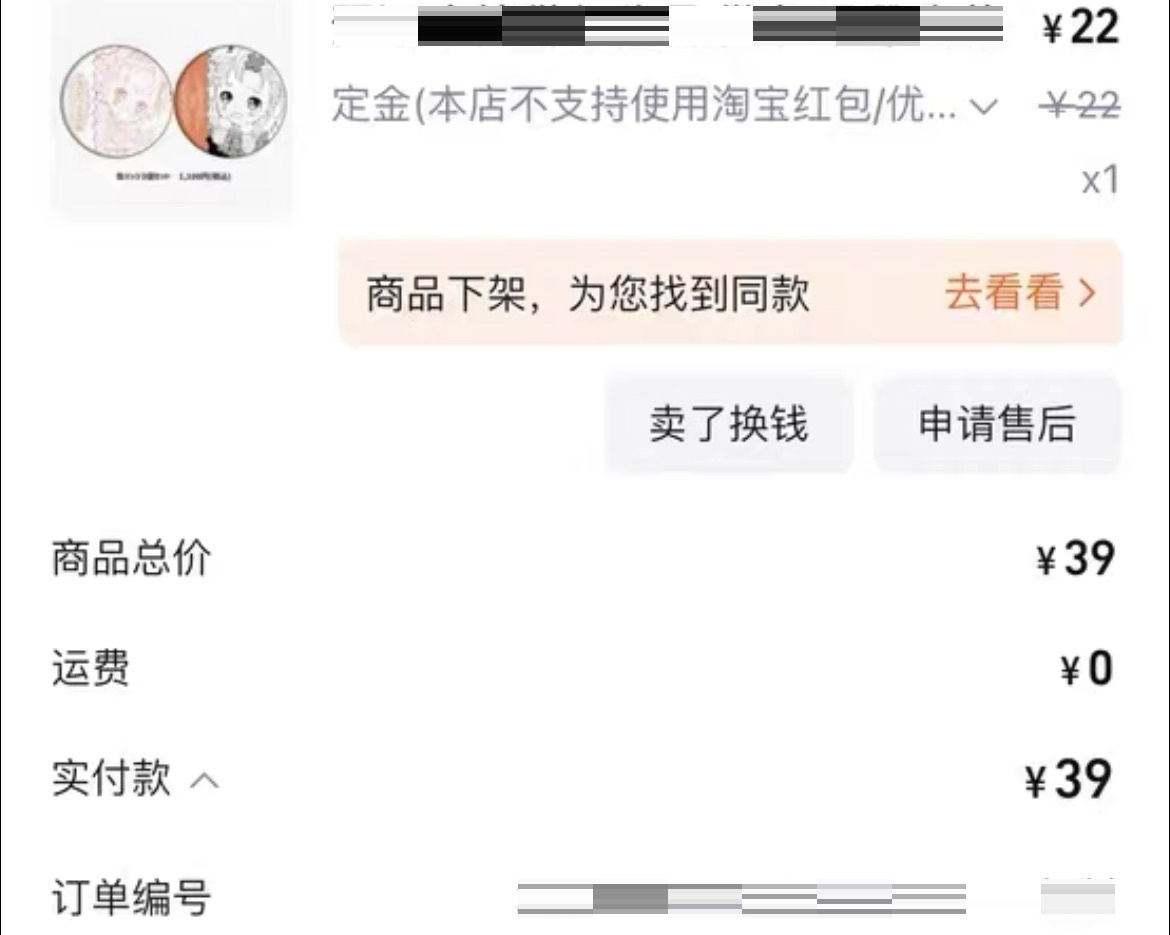 ¥22
定金(本店不支持使用淘宝红包/优...
¥22
x1
商品下架，为您找到同款
去看看
卖了换钱
申请售后
商品总价
¥39
运费
¥0
实付款
¥39
订单编号